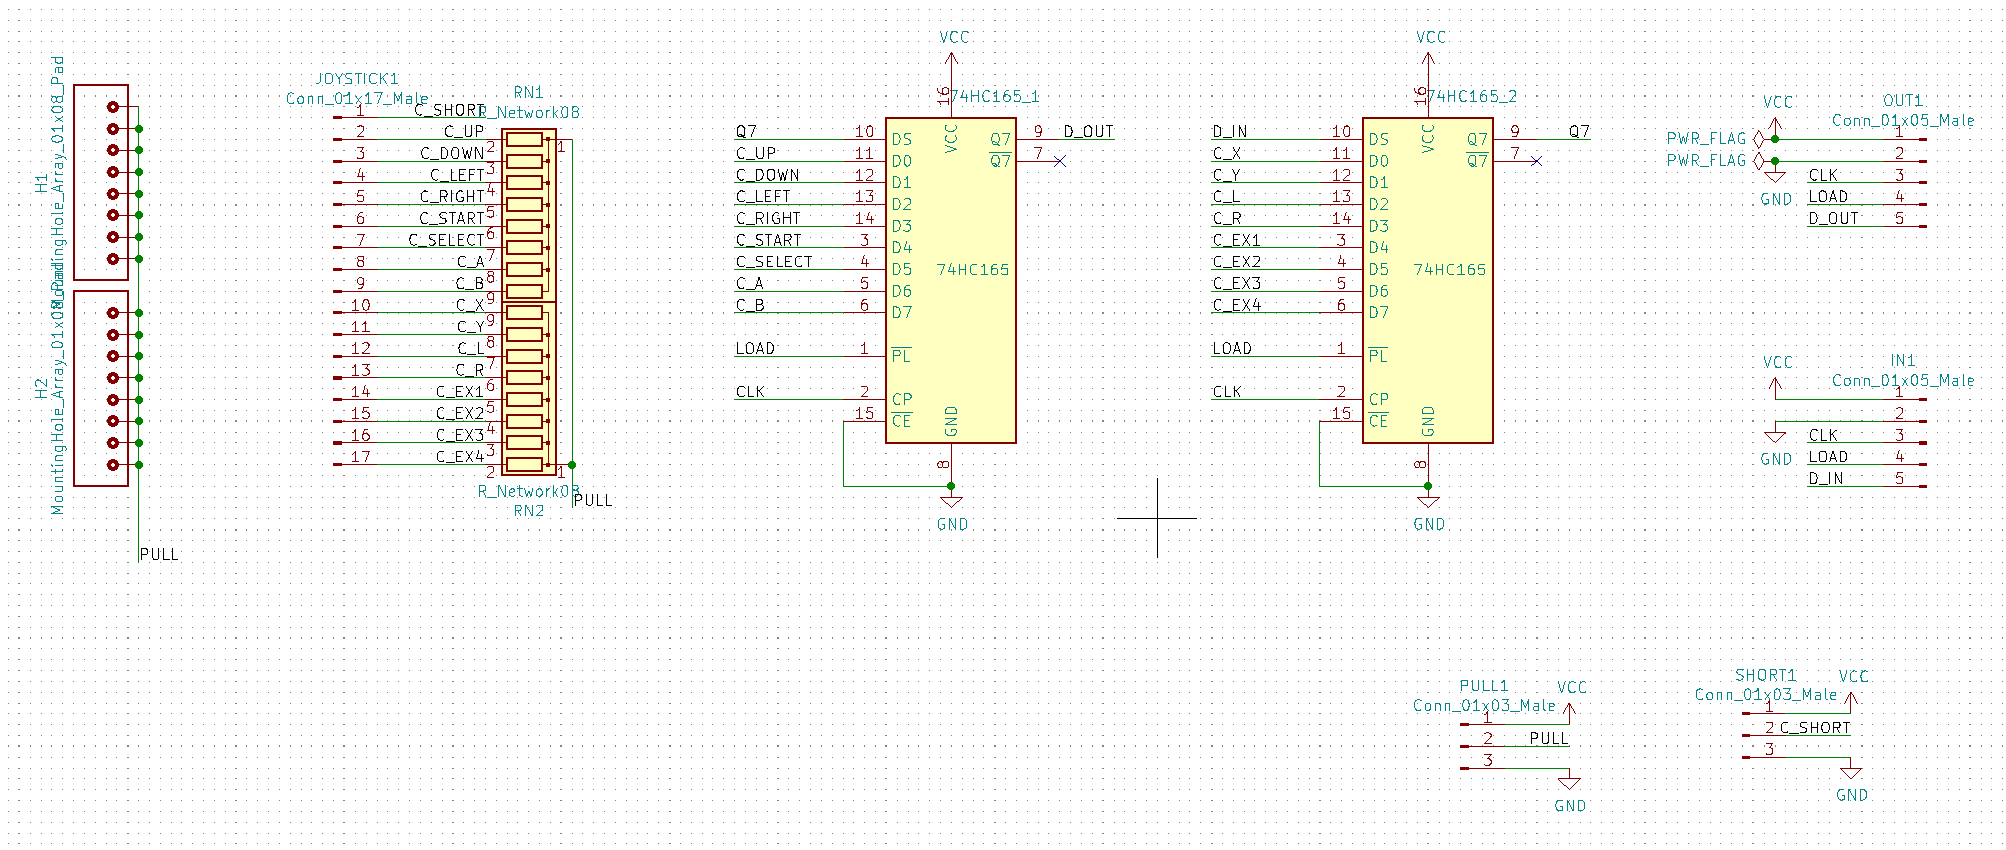 H1
MountingHole_Array_01x08_Pad
H2
MountingHole_Array_01x08_Pad
PULL
JOYSTICK1
Conn_01x17_Male
1 C_SHORT
2 C_UP
3 C_DOWN
4 C_LEFT
5 C_RIGHT
6 C_START
7 C_SELECT
8 C_A
9 C_B
10 C_X
11 C_Y
12 C_L
13 C_R
14 C_EX1
15 C_EX2
16 C_EX3
17 C_EX4
RN1
R_Network08
1
2
3
4
5
6
7
8
9
9
8
7
6
5
4
3
2
1
R_Network08
RN2
PULL
VCC
16
74HC165_1
VCC
Q7 10 DS
C_UP 11 D0
C_DOWN 12 D1
C_LEFT 13 D2
C_RIGHT 14 D3
C_START 3 D4
C_SELECT 4 D5
C_A 5 D6
C_B 6 D7
LOAD 1 PL
CLK 2 CP
15 CE
Q7 9 D_OUT
Q7 7
74HC165
GND
8
GND
VCC
16
74HC165_2
VCC
D_IN 10 DS
C_X 11 D0
C_Y 12 D1
C_L 13 D2
C_R 14 D3
C_EX1 3 D4
C_EX2 4 D5
C_EX3 5 D6
C_EX4 6 D7
LOAD 1 PL
CLK 2 CP
15 CE
Q7 9 Q7
Q7 7
74HC165
GND
8
GND
VCC
OUT1
Conn_01x05_Male
PWR_FLAG 1
PWR_FLAG 2
GND
CLK 3
LOAD 4
D_OUT 5
VCC
IN1
Conn_01x05_Male
1
2
GND
CLK 3
LOAD 4
D_IN 5
PULL1
VCC
Conn_01x03_Male
1
2 PULL
3
GND
SHORT1
VCC
Conn_01x03_Male
1
2 C_SHORT
3
GND